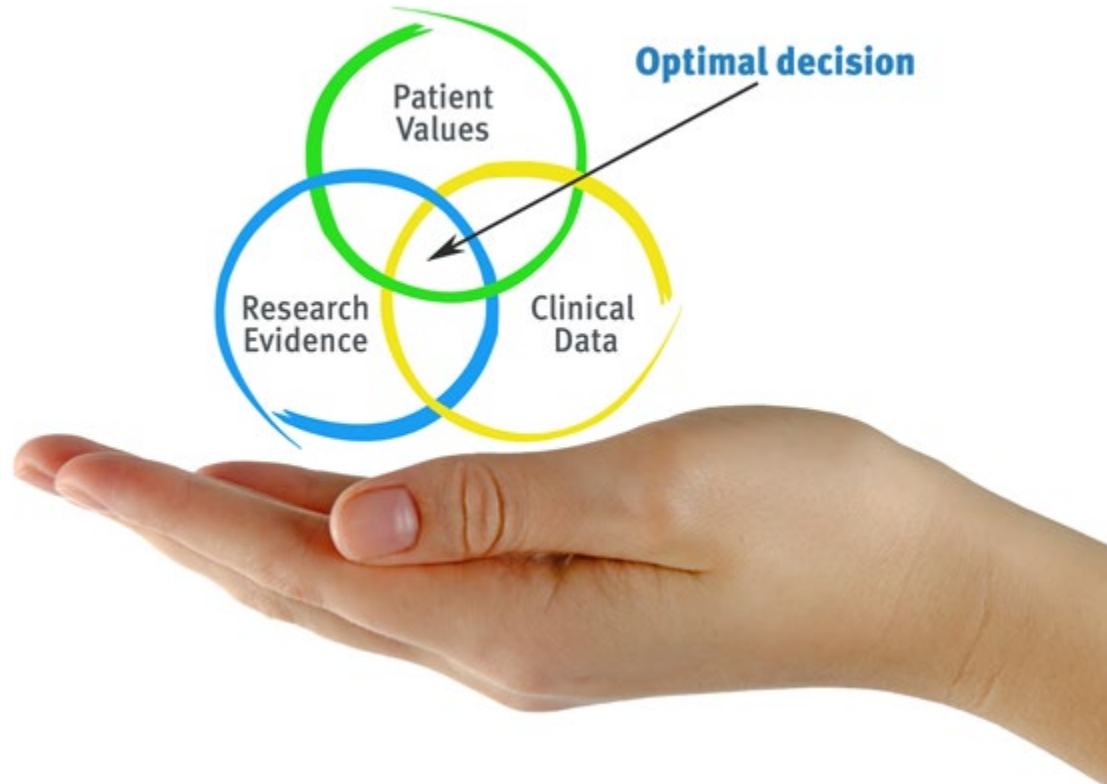 Optimal decision
Patient
Values
Research
Evidence
Clinical
Data